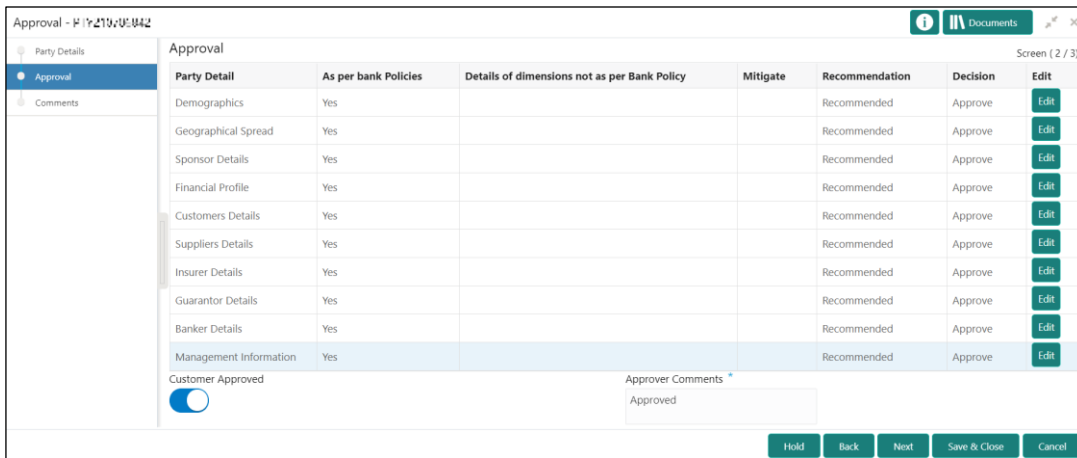 Approval -
Documents
Party Details
Approval
Comments
Approval
Screen ( 2 / 3)
Party Detail As per bank Policies Details of dimensions not as per Bank Policy Mitigate Recommendation Decision Edit
Demographics Yes Recommended Approve Edit
Geographical Spread Yes Recommended Approve Edit
Sponsor Details Yes Recommended Approve Edit
Financial Profile Yes Recommended Approve Edit
Customers Details Yes Recommended Approve Edit
Suppliers Details Yes Recommended Approve Edit
Insurer Details Yes Recommended Approve Edit
Guarantor Details Yes Recommended Approve Edit
Banker Details Yes Recommended Approve Edit
Management Information Yes Recommended Approve Edit
Customer Approved
Approver Comments *
Approved
Hold Back Next Save & Close Cancel